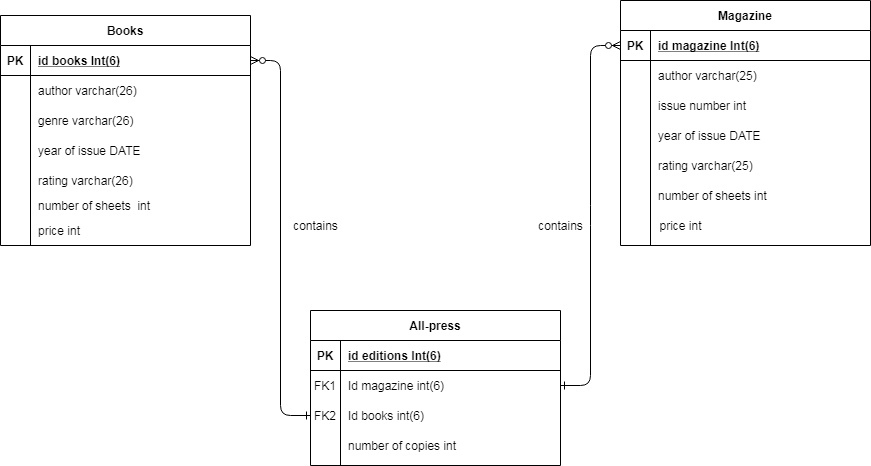 Books
PK id books Int(6)
author varchar(26)
genre varchar(26)
year of issue DATE
rating varchar(26)
number of sheets int
price int
Magazine
PK id magazine Int(6)
author varchar(25)
issue number int
year of issue DATE
rating varchar(25)
number of sheets int
price int
contains
contains
All-press
PK id editions Int(6)
FK1 Id magazine int(6)
FK2 Id books int(6)
number of copies int